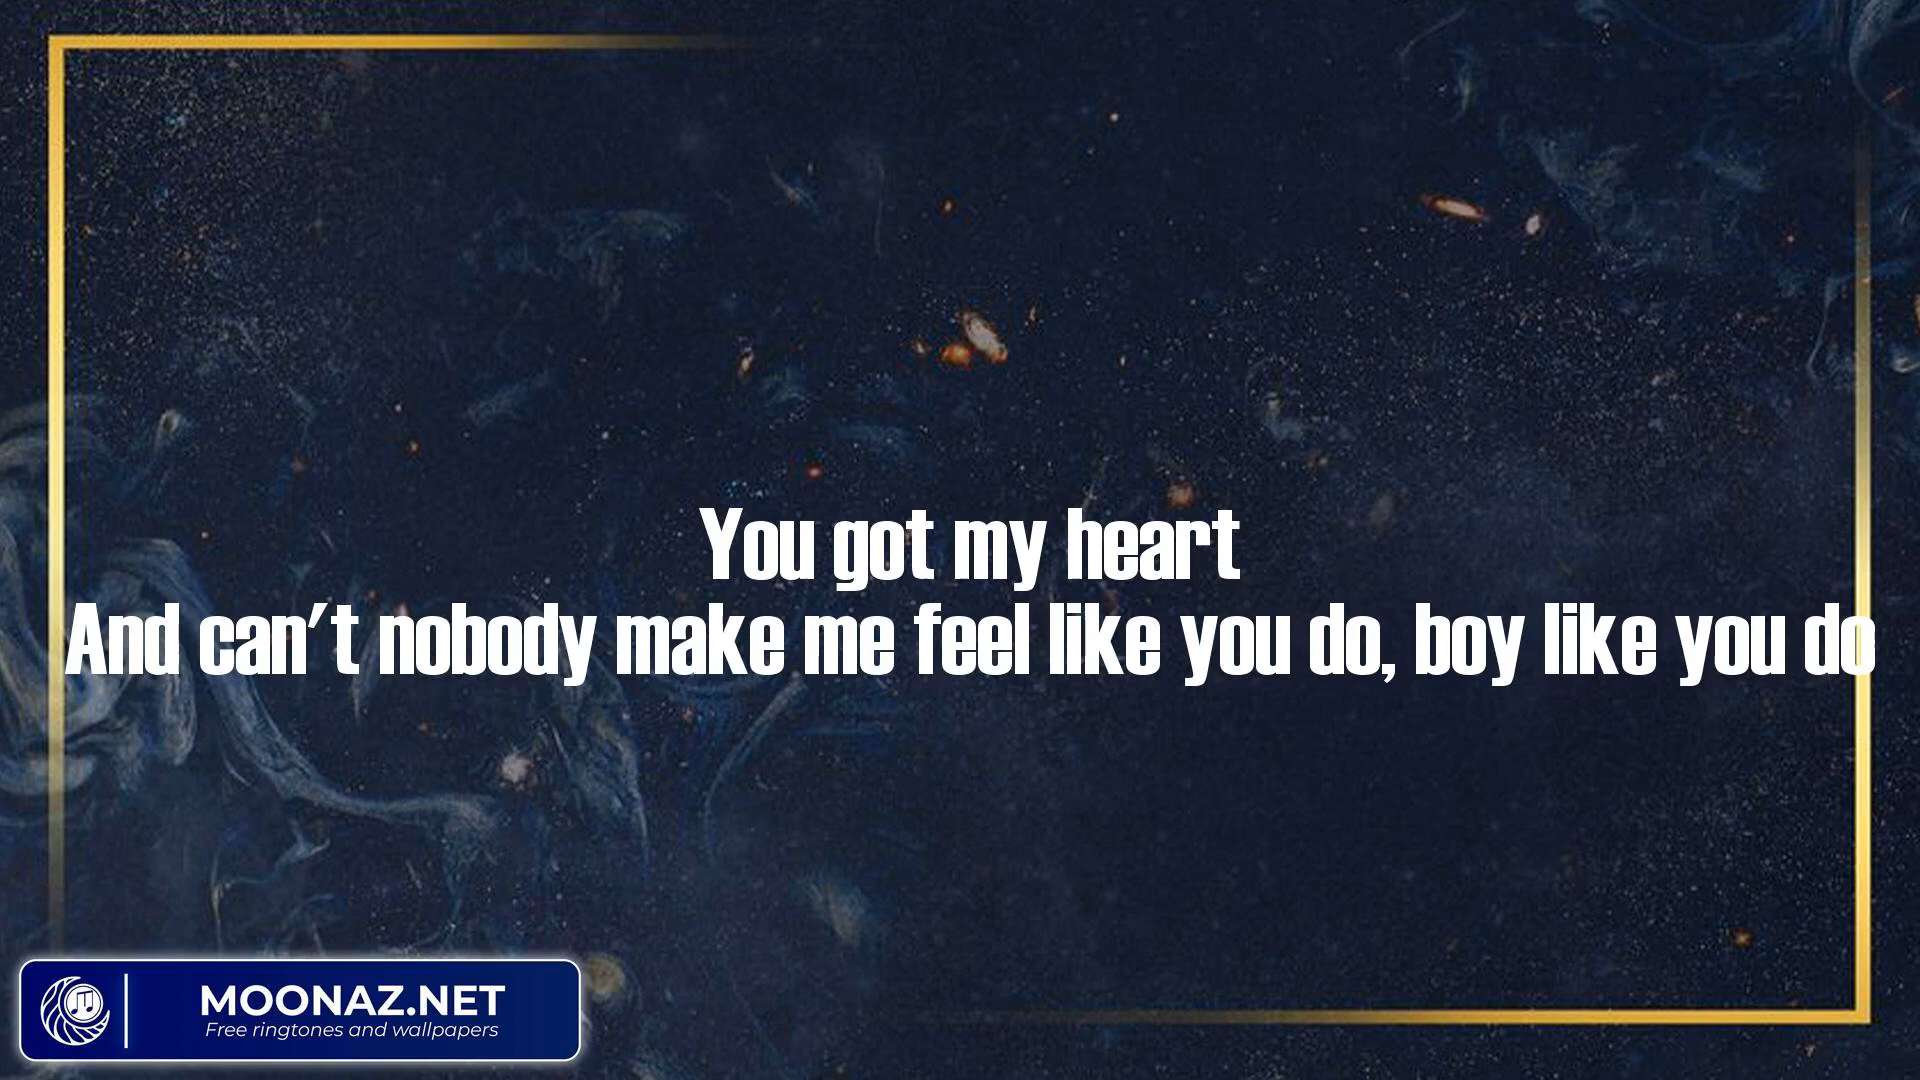 You got my heart
And can't nobody make me feel like you do, boy like you do
MOONAZ.NET
Free ringtones and wallpapers